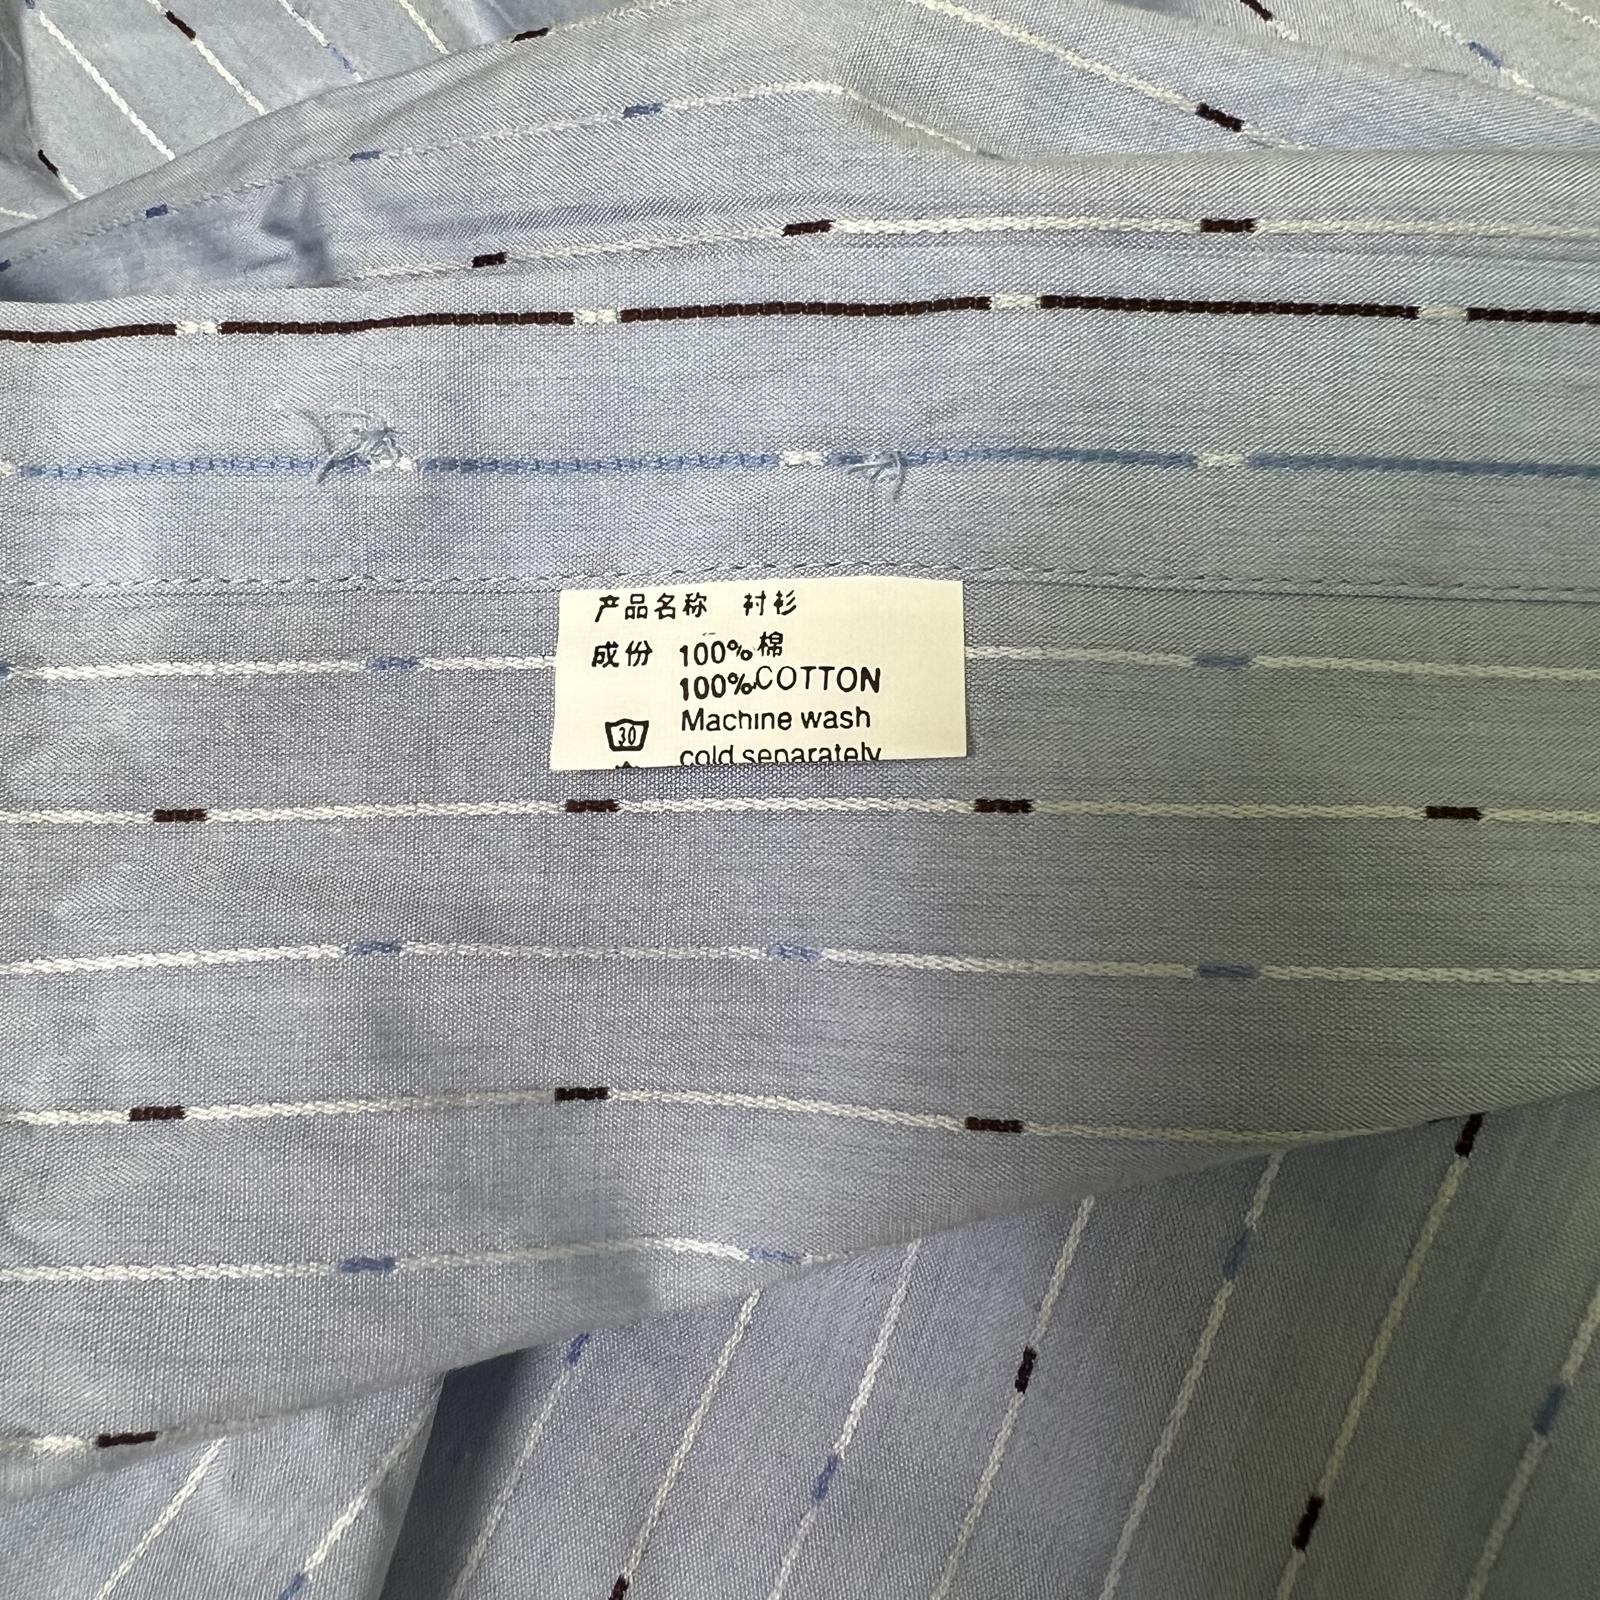 产品名称 衬衫
成份 100%棉
100%COTTON
30 Machine wash
cold separately